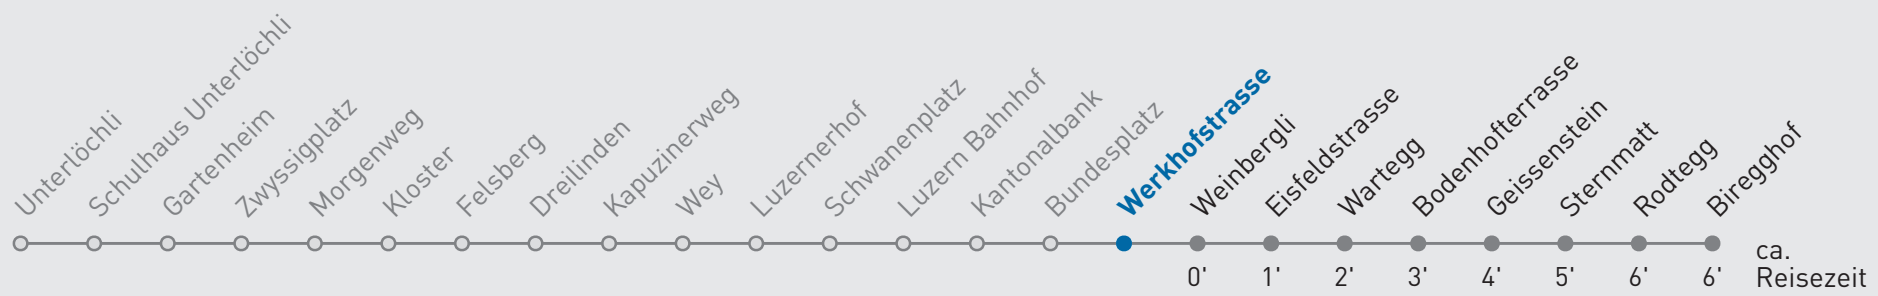 Unterlöchli
Schulhaus Unterlöchli
Gartenheim
Zwyssigplatz
Morgenweg
Kloster
Felsberg
Dreilinden
Kapuzinerweg
Wey
Luzernerhof
Schwanenplatz
Luzern Bahnhof
Kantonalbank
Bundesplatz
Werkhofstrasse
Weinbergli
Eisfeldstrasse
Wartegg
Bodenhofterrasse
Geissenstein
Sternmatt
Rodtegg
Biregghof
0' 1' 2' 3' 4' 5' 6' 6'
ca.
Reisezeit